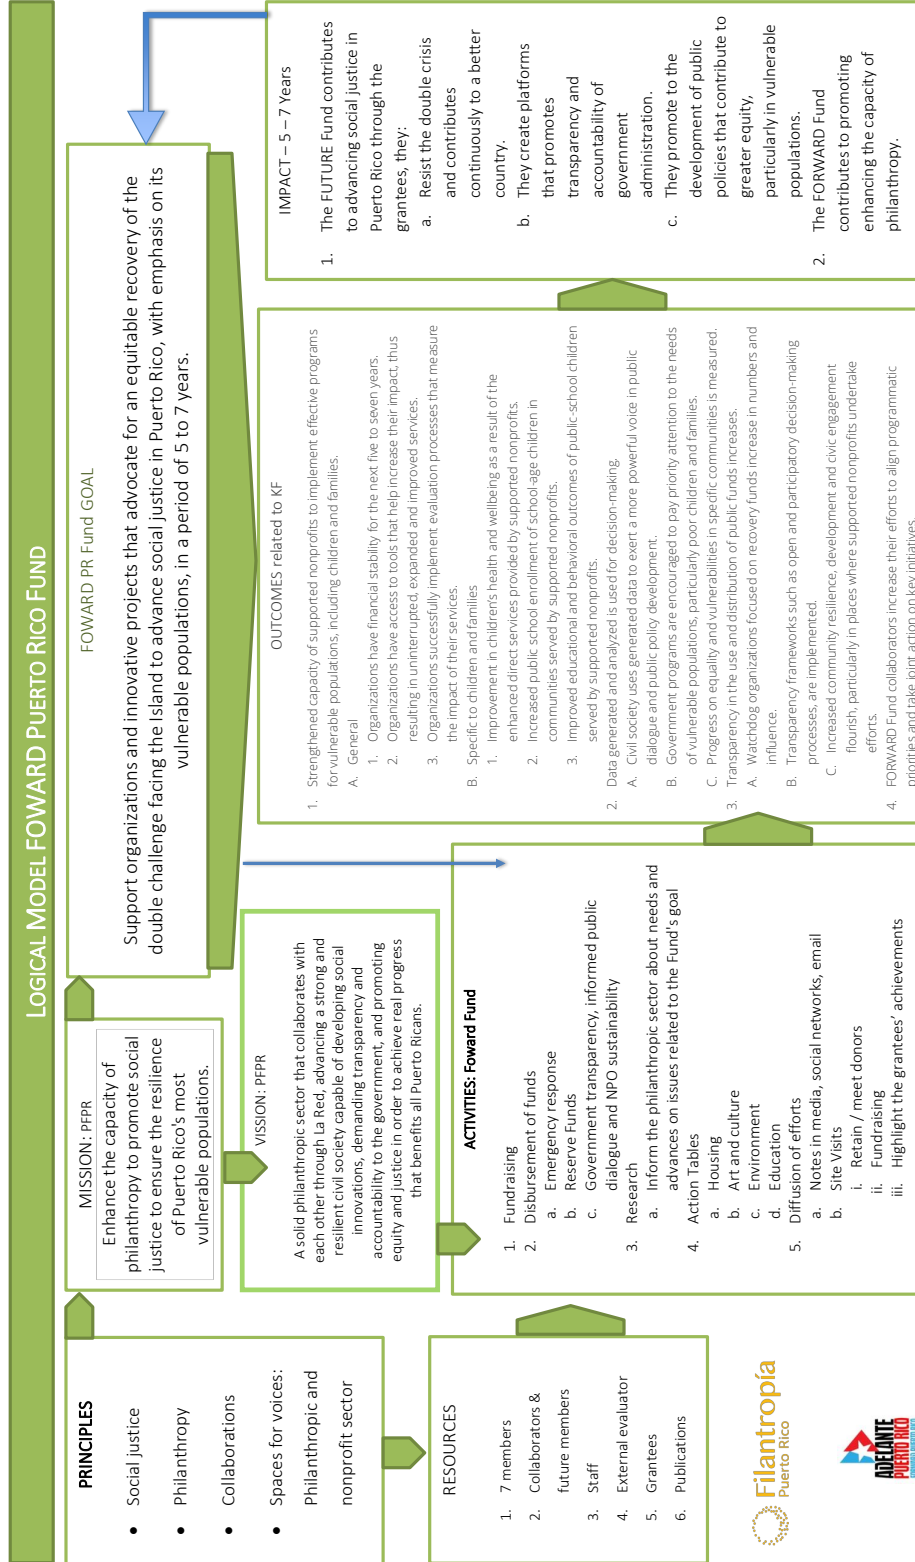 LOGICAL MODEL FOWARD PUERTO RICO FUND
PRINCIPLES
• Social justice
• Philanthropy
• Collaborations
• Spaces for voices:
Philanthropic and
nonprofit sector
MISSION: PFPR
Enhance the capacity of
philanthropy to promote social
justice to ensure the resilience
of Puerto Rico's most
vulnerable populations.
FOWARD PR Fund GOAL
Support organizations and innovative projects that advocate for an equitable recovery of the
double challenge facing the Island to advance social justice in Puerto Rico, with emphasis on its
vulnerable populations, in a period of 5 to 7 years.
VISSION: PFPR
A solid philanthropic sector that collaborates with
each other through La Red, advancing a strong and
resilient civil society capable of developing social
innovations, demanding transparency and
accountability to the government, and promoting
equity and justice in order to achieve real progress
that benefits all Puerto Ricans.
RESOURCES
1. 7 members
2. Collaborators &
future members
3. Staff
4. External evaluator
5. Grantees
6. Publications
ACTIVITIES: Foward Fund
1. Fundraising
2. Disbursement of funds
a. Emergency response
b. Reserve Funds
c. Government transparency, informed public
dialogue and NPO sustainability
3. Research
a. Inform the philanthropic sector about needs and
advances on issues related to the Fund's goal
4. Action Tables
a. Housing
b. Art and culture
c. Environment
d. Education
5. Diffusion of efforts
a. Notes in media, social networks, email
b. Site Visits
i. Retain / meet donors
ii. Fundraising
iii. Highlight the grantees' achievements
OUTCOMES related to KF
1. Strengthened capacity of supported nonprofits to implement effective programs
for vulnerable populations, including children and families.
A. General
1. Organizations have financial stability for the next five to seven years.
2. Organizations have access to tools that help increase their impact, thus
resulting in uninterrupted, expanded and improved services.
3. Organizations successfully implement evaluation processes that measure
the impact of their services.
B. Specific to children and families
1. Improvement in children's health and wellbeing as a result of the
enhanced direct services provided by supported nonprofits.
2. Increased public school enrollment of school-age children in
communities served by supported nonprofits.
3. Improved educational and behavioral outcomes of public-school children
served by supported nonprofits.
2. Data generated and analyzed is used for decision-making.
A. Civil society uses generated data to exert a more powerful voice in public
dialogue and public policy development.
B. Government programs are encouraged to pay priority attention to the needs
of vulnerable populations, particularly poor children and families.
C. Progress on equality and vulnerabilities in specific communities is measured.
3. Transparency in the use and distribution of public funds increases.
A. Watchdog organizations focused on recovery funds increase in numbers and
influence.
B. Transparency frameworks such as open and participatory decision-making
processes, are implemented.
C. Increased community resilience, development and civic engagement
flourish, particularly in places where supported nonprofits undertake
efforts.
4. FORWARD Fund collaborators increase their efforts to align programmatic
priorities and take joint action on key initiatives.
IMPACT – 5 – 7 Years
1. The FUTURE Fund contributes
to advancing social justice in
Puerto Rico through the
grantees, they:
a. Resist the double crisis
and contributes
continuously to a better
country.
b. They create platforms
that promotes
transparency and
accountability of
government
administration.
c. They promote to the
development of public
policies that contribute to
greater equity,
particularly in vulnerable
populations.
2. The FORWARD Fund
contributes to promoting
enhancing the capacity of
philanthropy.
Filantropía
Puerto Rico
ADELANTE
PUERTO RICO